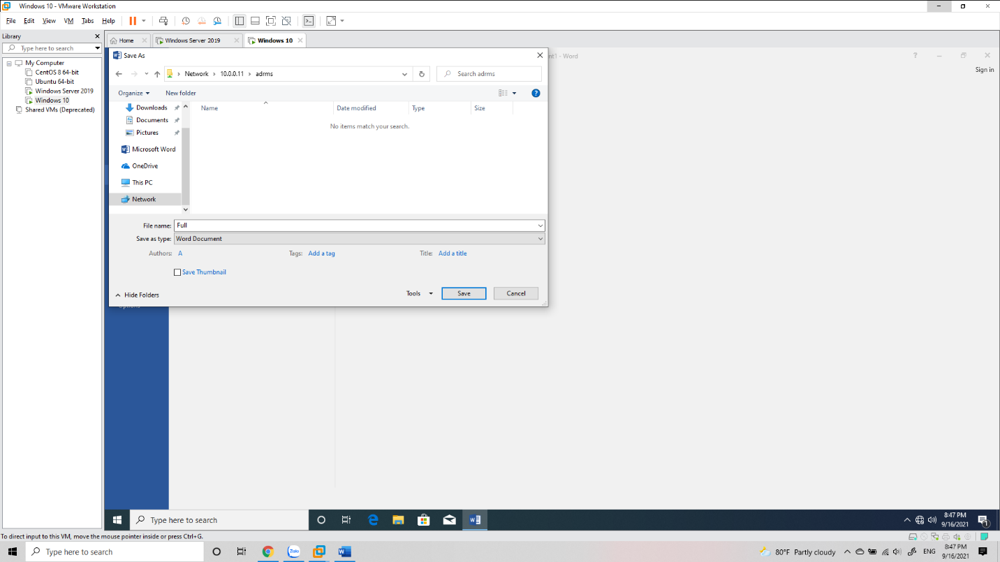 Windows 10 - VMware Workstation
File Edit View VM Tabs Help
Library
Type here to search
My Computer
CentOS 8 64-bit
Ubuntu 64-bit
Windows Server 2019
Windows 10
Shared VMs (Deprecated)
Home
Windows Server 2019
Windows 10
nt1 - Word
Sign in
Save As
Network › 10.0.0.11 › adrms
Search adrms
Organize
New folder
Name Date modified Type Size
No items match your search.
Downloads
Documents
Pictures
Microsoft Word
OneDrive
This PC
Network
File name: Full
Save as type: Word Document
Authors: A Tags: Add a tag Title: Add a title
Save Thumbnail
Hide Folders
Tools Save Cancel
Options
Type here to search
8:47 PM
9/16/2021
1
To direct input to this VM, move the mouse pointer inside or press Ctrl+G.
Type here to search
Zalo
80°F Partly cloudy
ENG
8:47 PM
9/16/2021